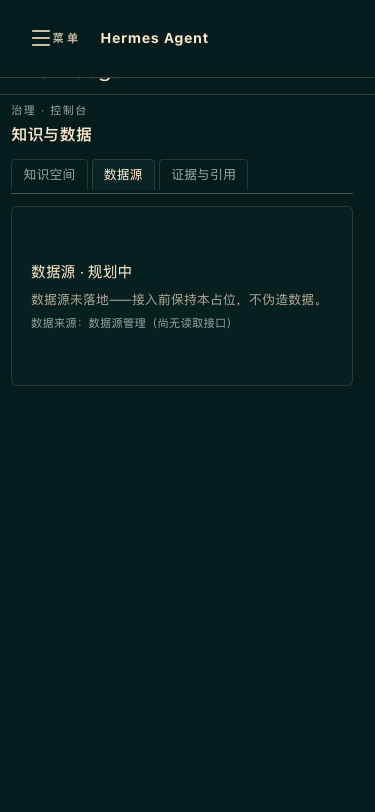 菜单 Hermes Agent
治理 · 控制台
知识与数据
知识空间 数据源 证据与引用
数据源 · 规划中
数据源未落地——接入前保持本占位，不伪造数据。
数据来源：数据源管理（尚无读取接口）